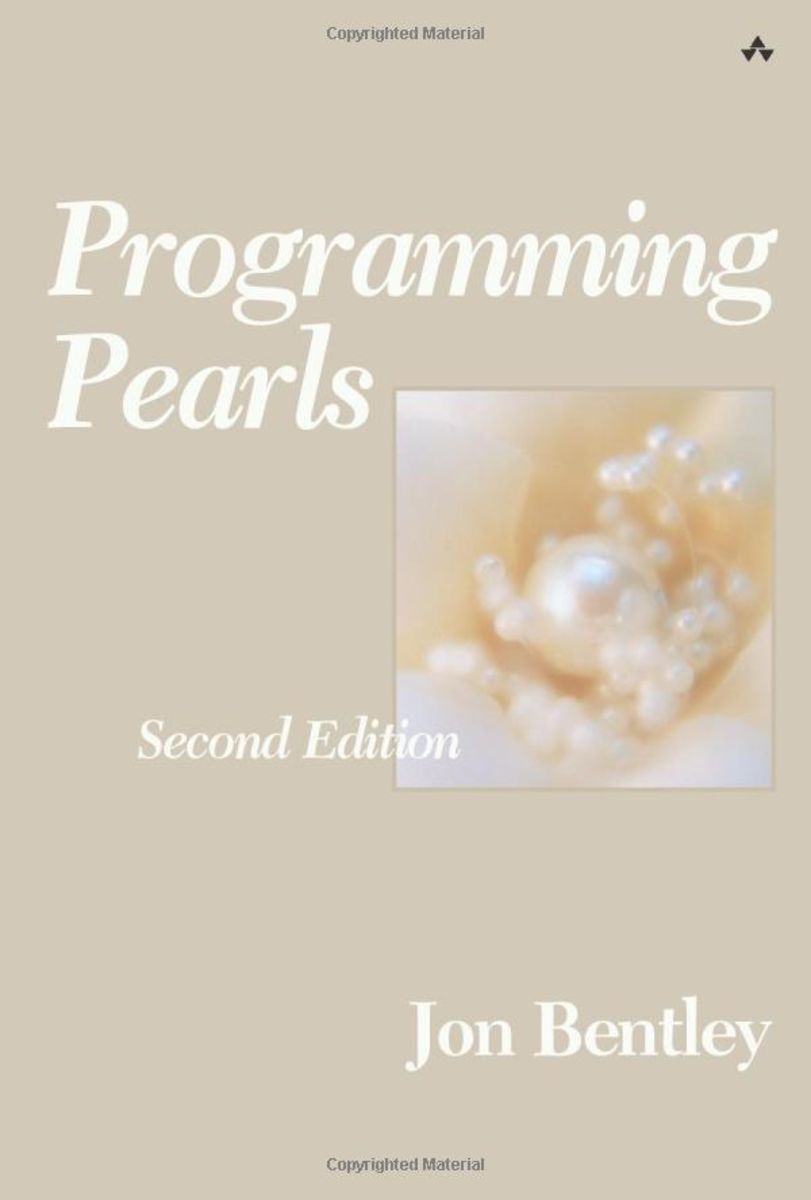 Copyrighted Material
Programming
Pearls
Second Edition
Jon Bentley
Copyrighted Material